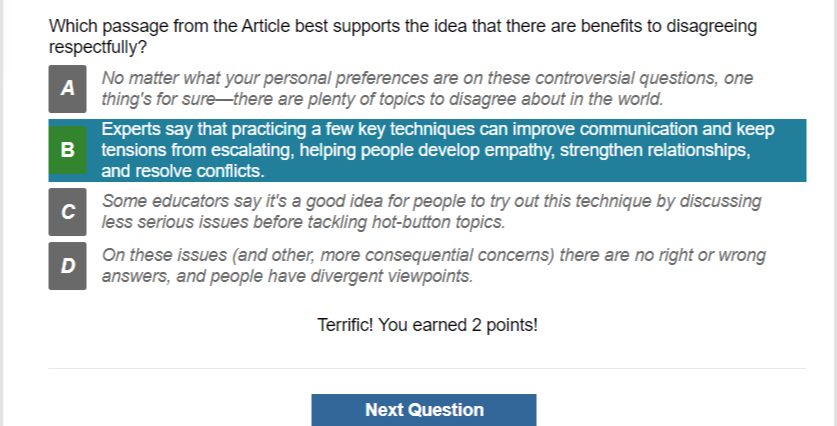 Which passage from the Article best supports the idea that there are benefits to disagreeing
respectfully?
A
No matter what your personal preferences are on these controversial questions, one
thing's for sure—there are plenty of topics to disagree about in the world.
B
Experts say that practicing a few key techniques can improve communication and keep
tensions from escalating, helping people develop empathy, strengthen relationships,
and resolve conflicts.
C
Some educators say it's a good idea for people to try out this technique by discussing
less serious issues before tackling hot-button topics.
D
On these issues (and other, more consequential concerns) there are no right or wrong
answers, and people have divergent viewpoints.
Terrific! You earned 2 points!
Next Question